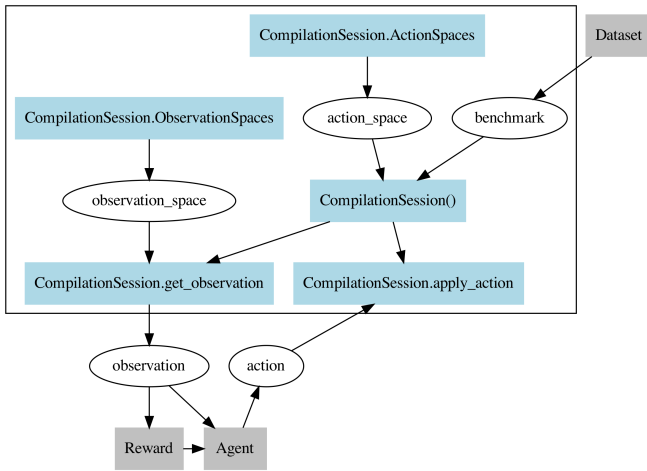 CompilationSession.ActionSpaces
Dataset
CompilationSession.ObservationSpaces
action_space
benchmark
observation_space
CompilationSession()
CompilationSession.get_observation
CompilationSession.apply_action
observation
action
Reward
Agent